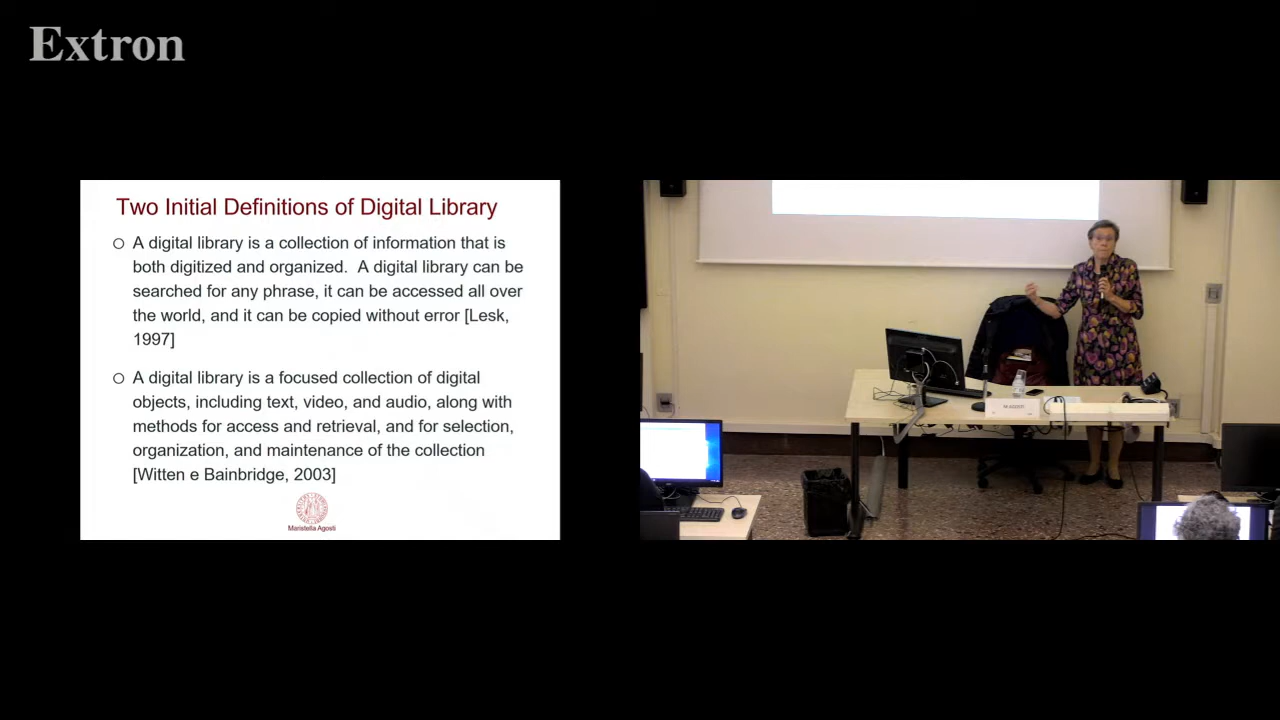 Extron
Two Initial Definitions of Digital Library
A digital library is a collection of information that is
both digitized and organized. A digital library can be
searched for any phrase, it can be accessed all over
the world, and it can be copied without error [Lesk,
1997]
A digital library is a focused collection of digital
objects, including text, video, and audio, along with
methods for access and retrieval, and for selection,
organization, and maintenance of the collection
[Witten e Bainbridge, 2003]
Maristella Agosti